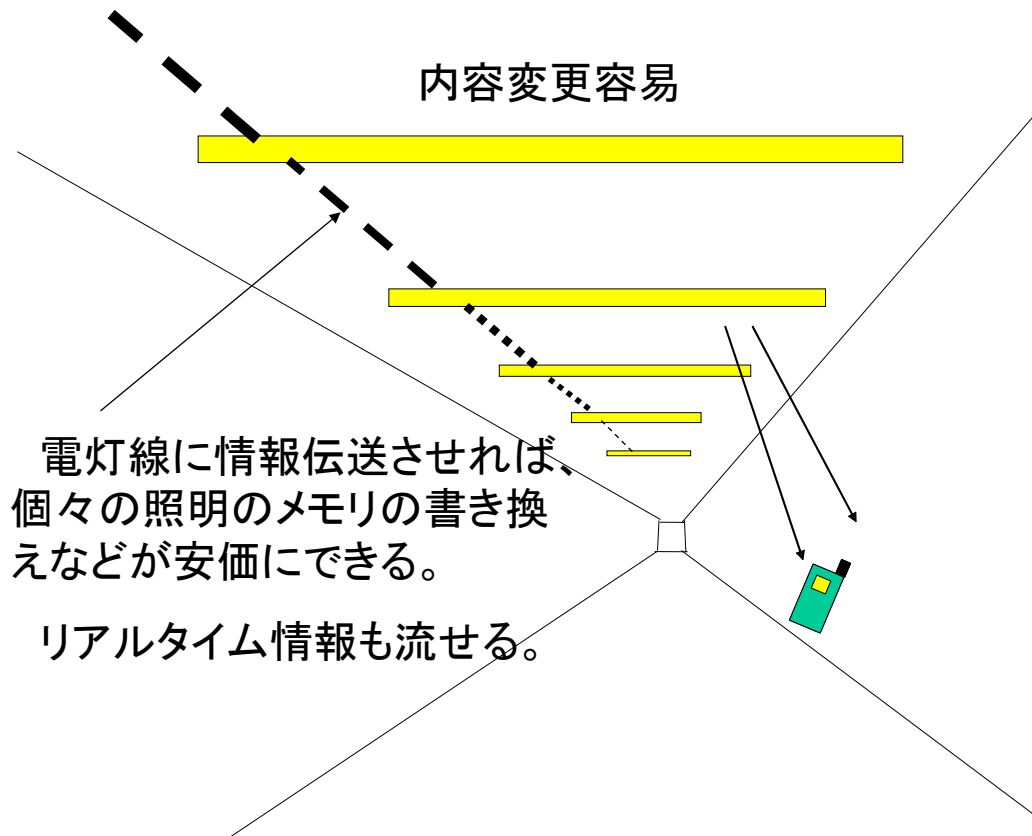 内容変更容易
電灯線に情報伝送させれば、
個々の照明のメモリの書き換
えなどが安価にできる。
リアルタイム情報も流せる。